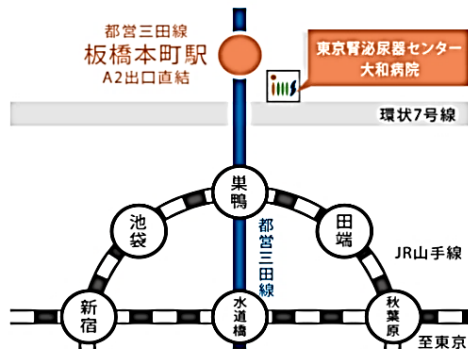 都営三田線
板橋本町駅
A2出口直結
東京腎泌尿器センター
大和病院
iims
環状7号線
巣鴨
池袋
田端
都営三田線
JR山手線
新宿
水道橋
秋葉原
至東京